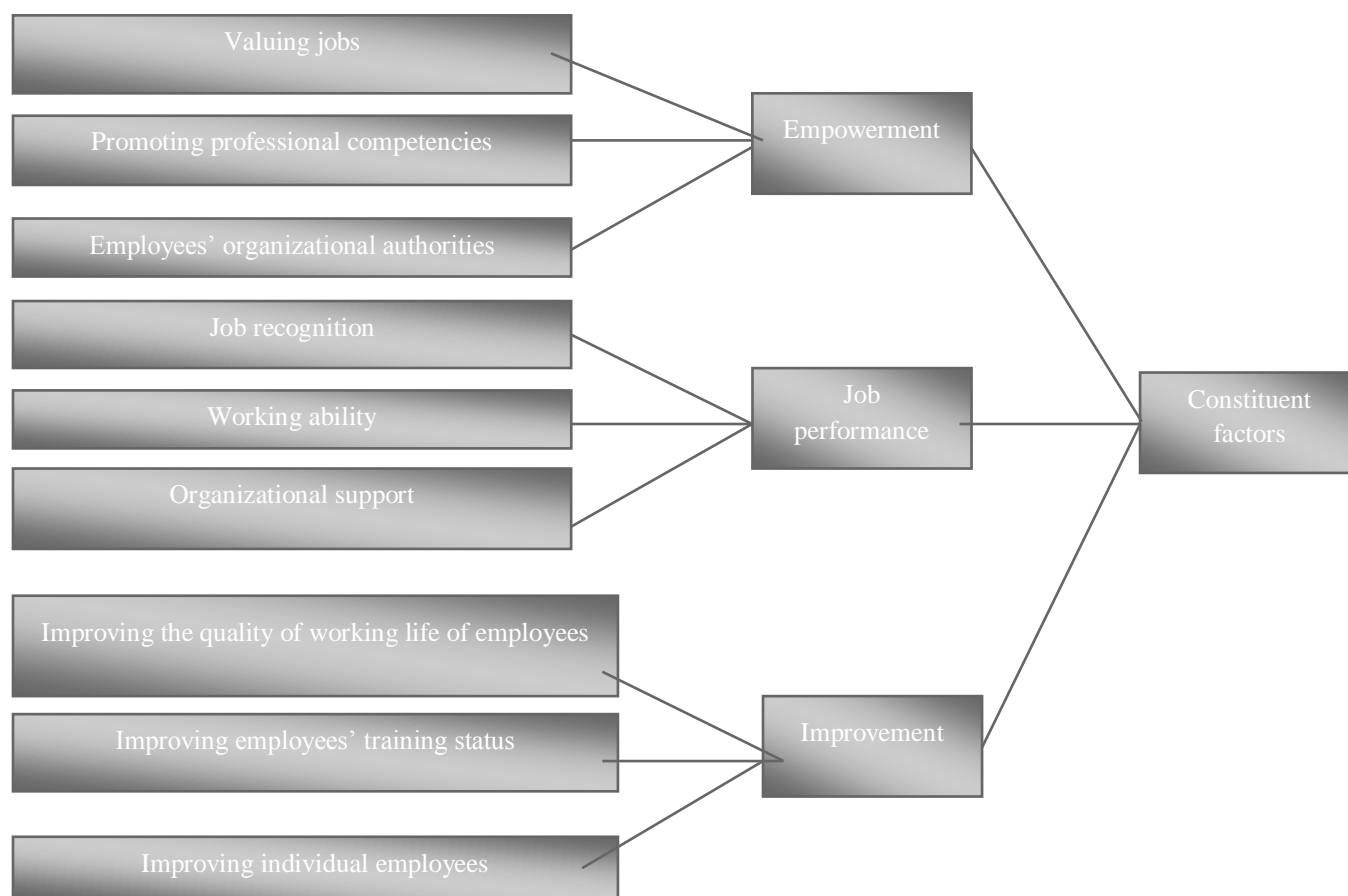 Valuing jobs
Promoting professional competencies
Employees’ organizational authorities
Empowerment
Job recognition
Working ability
Organizational support
Job
performance
Improving the quality of working life of employees
Improving employees’ training status
Improving individual employees
Improvement
Constituent
factors